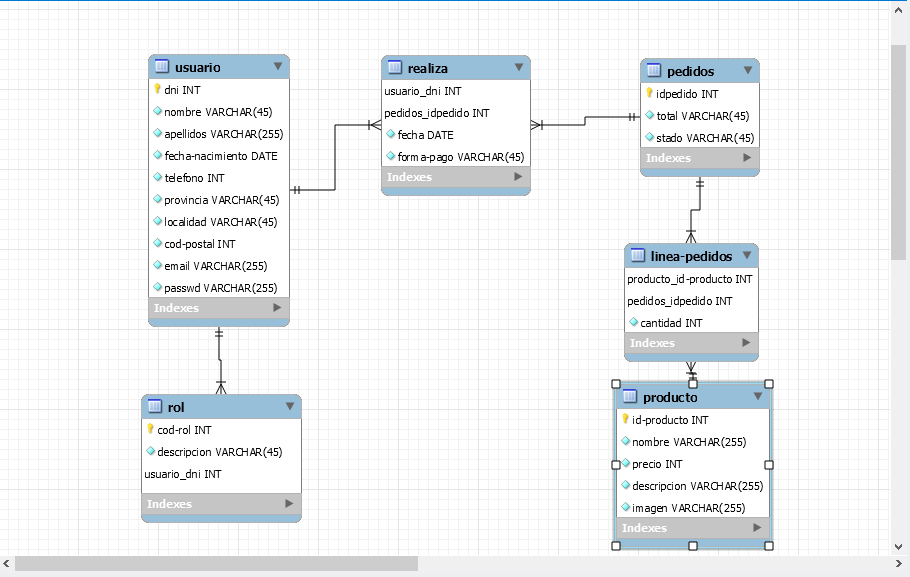 usuario
dni INT
nombre VARCHAR(45)
apellidos VARCHAR(255)
fecha-nacimiento DATE
telefono INT
provincia VARCHAR(45)
localidad VARCHAR(45)
cod-postal INT
email VARCHAR(255)
passwd VARCHAR(255)
Indexes
realiza
usuario_dni INT
pedidos_idpedido INT
fecha DATE
forma-pago VARCHAR(45)
Indexes
pedidos
idpedido INT
total VARCHAR(45)
stado VARCHAR(45)
Indexes
linea-pedidos
producto_id-producto INT
pedidos_idpedido INT
cantidad INT
Indexes
rol
cod-rol INT
descripcion VARCHAR(45)
usuario_dni INT
Indexes
producto
id-producto INT
nombre VARCHAR(255)
precio INT
descripcion VARCHAR(255)
imagen VARCHAR(255)
Indexes